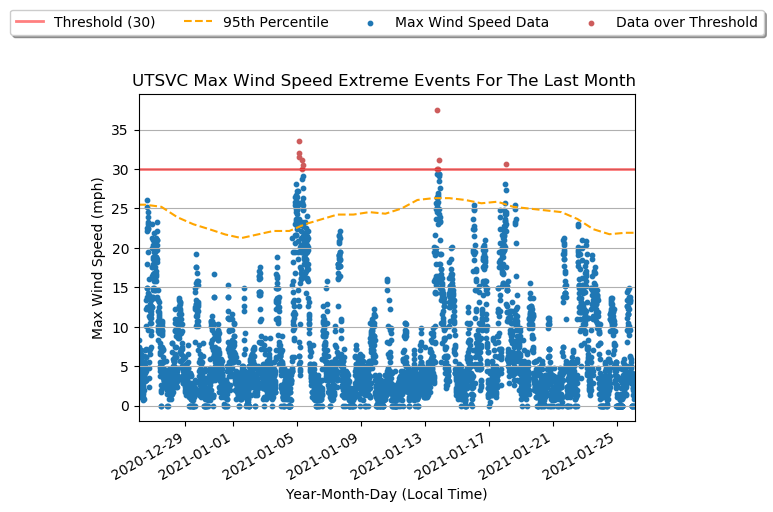 Threshold (30) 95th Percentile Max Wind Speed Data Data over Threshold
UTSVC Max Wind Speed Extreme Events For The Last Month
Max Wind Speed (mph)
35
30
25
20
15
10
5
0
2020-12-29 2021-01-01 2021-01-05 2021-01-09 2021-01-13 2021-01-17 2021-01-21 2021-01-25
Year-Month-Day (Local Time)